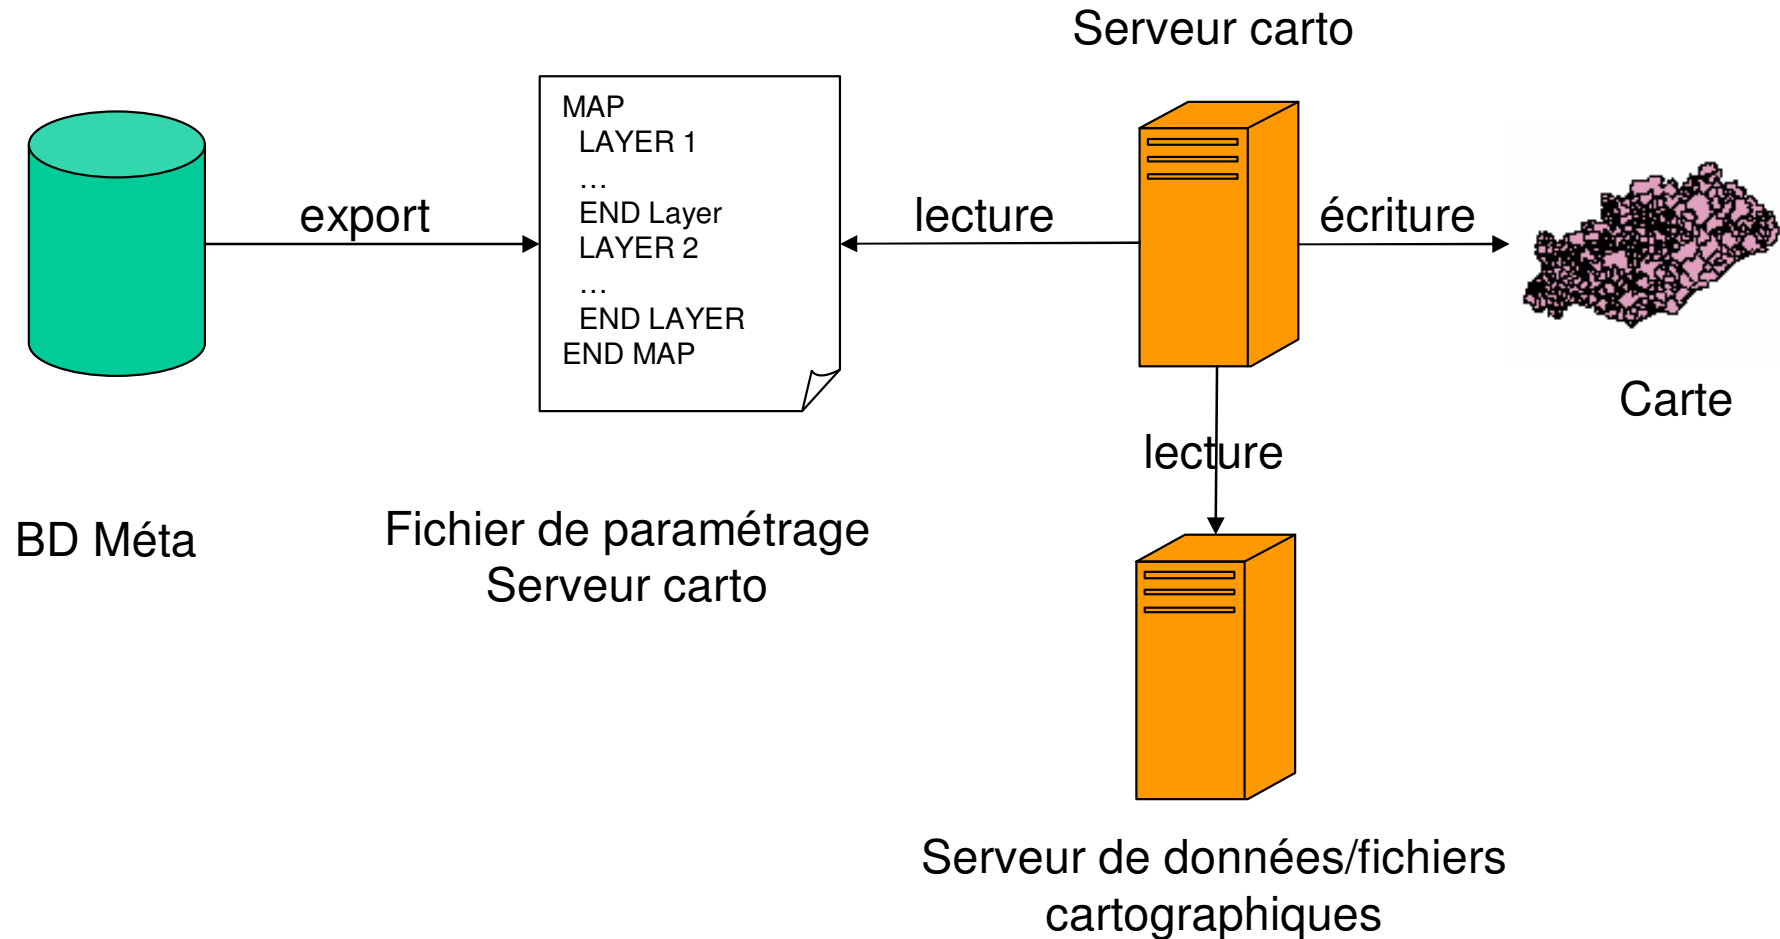 Serveur carto
MAP
LAYER 1
…
END Layer
LAYER 2
…
END LAYER
END MAP
export
lecture
écriture
Carte
lecture
BD Méta
Fichier de paramétrage
Serveur carto
Serveur de données/fichiers
cartographiques